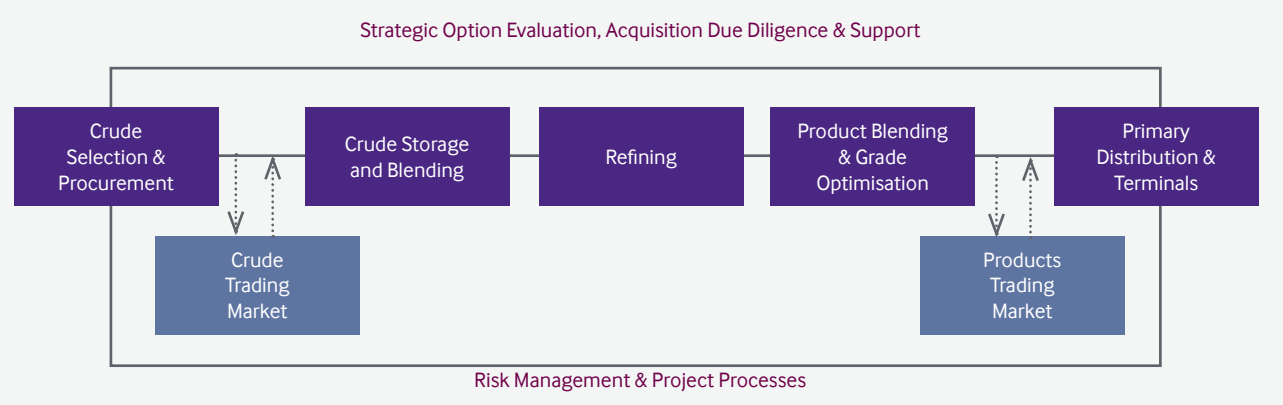 Strategic Option Evaluation, Acquisition Due Diligence & Support
Crude
Selection &
Procurement
Crude Storage
and Blending
Refining
Product Blending
& Grade
Optimisation
Primary
Distribution &
Terminals
Crude
Trading
Market
Products
Trading
Market
Risk Management & Project Processes